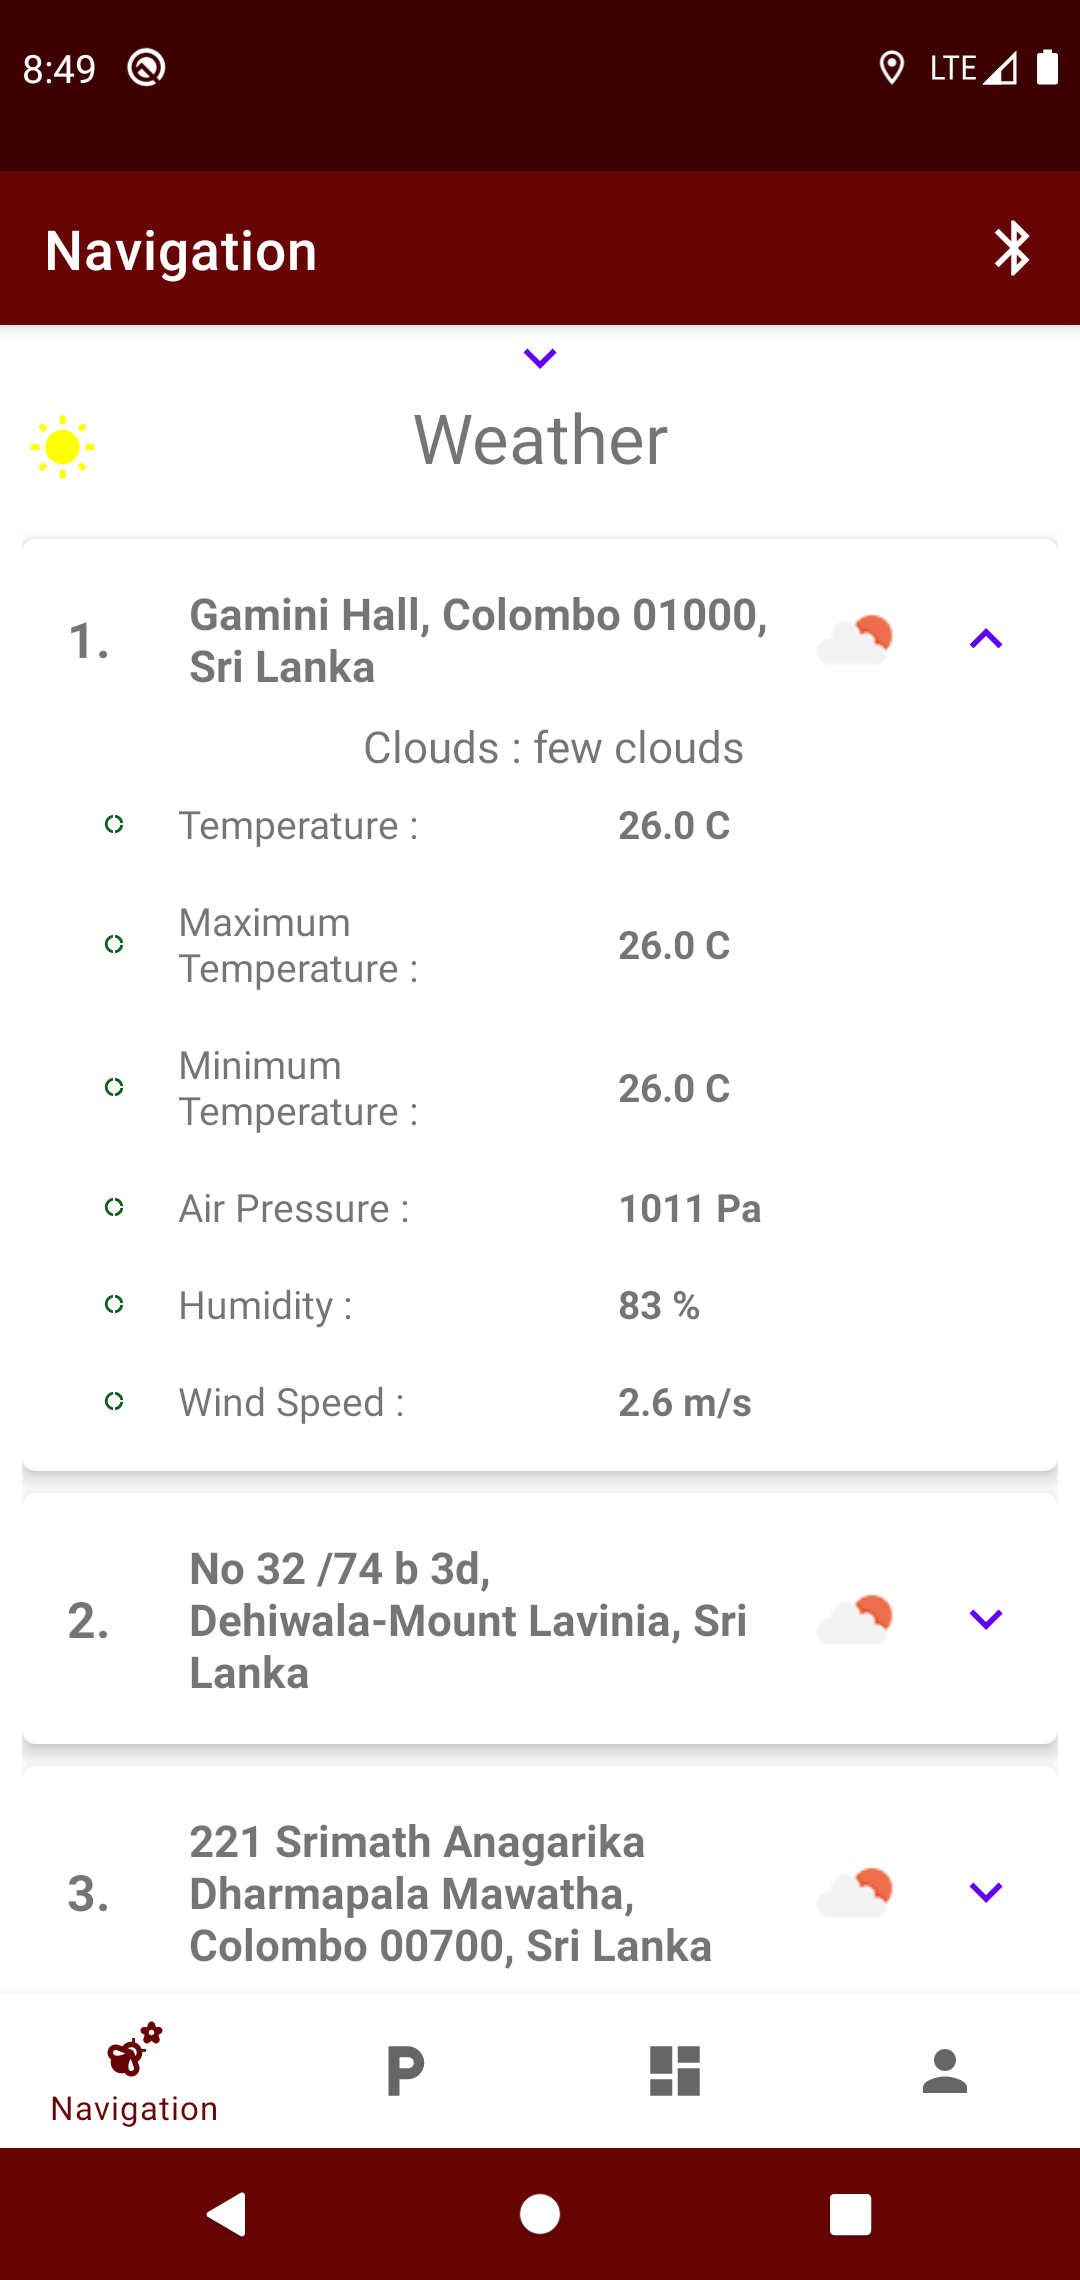 8:49
LTE
Navigation
Weather
1.
Gamini Hall, Colombo 01000,
Sri Lanka
Clouds : few clouds
Temperature : 26.0 C
Maximum
Temperature : 26.0 C
Minimum
Temperature : 26.0 C
Air Pressure : 1011 Pa
Humidity : 83 %
Wind Speed : 2.6 m/s
2.
No 32 /74 b 3d,
Dehiwala-Mount Lavinia, Sri
Lanka
3.
221 Srimath Anagarika
Dharmapala Mawatha,
Colombo 00700, Sri Lanka
P
Navigation